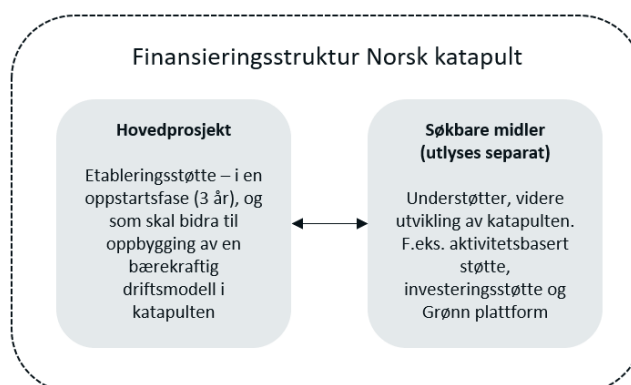 Finansieringsstruktur Norsk katapult
Hovedprosjekt
Etableringsstøtte – i en
oppstartsfase (3 år), og
som skal bidra til
oppbygging av en
bærekraftig
driftsmodell i
katapulten
Søkbare midler
(utlyses separat)
Understøtter, videre
utvikling av katapulten.
F.eks. aktivitetsbasert
støtte,
investeringsstøtte og
Grønn plattform